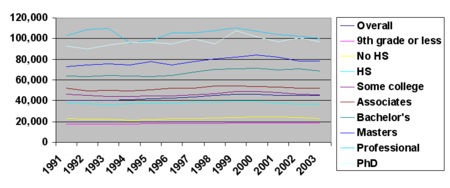 120,000
100,000
80,000
60,000
40,000
20,000
0
1991
1992
1993
1994
1995
1996
1997
1998
1999
2000
2001
2002
2003
Overall
9th grade or less
No HS
HS
Some college
Associates
Bachelor's
Masters
Professional
PhD